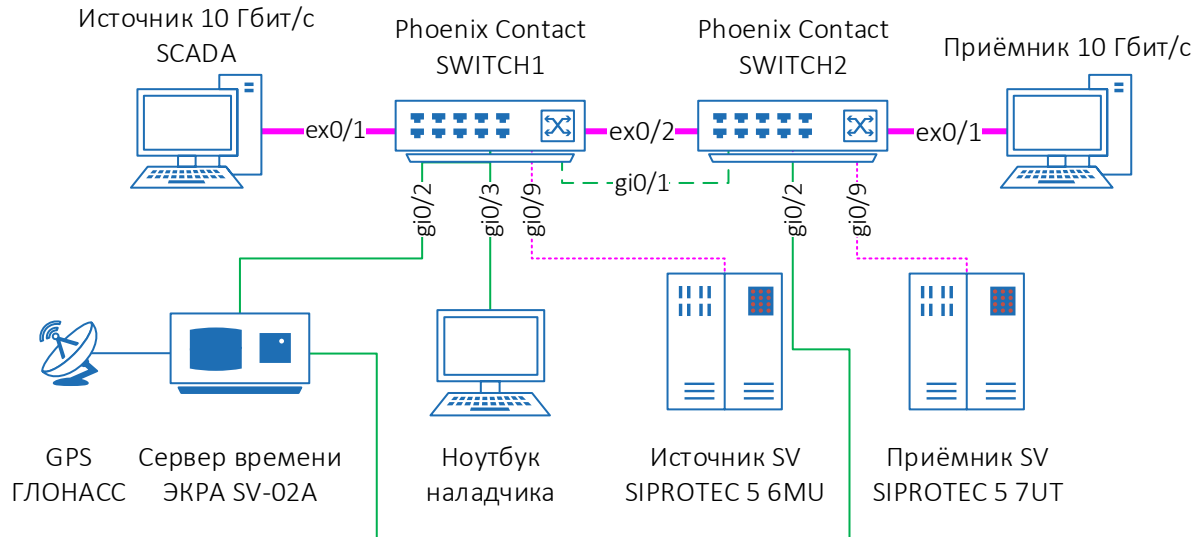 Источник 10 Гбит/с
SCADA
Phoenix Contact
SWITCH1
Phoenix Contact
SWITCH2
Приёмник 10 Гбит/с
ex0/1
ex0/2
ex0/1
gi0/1
gi0/2
gi0/3
gi0/9
gi0/2
gi0/9
GPS
ГЛОНАСС
Сервер времени
ЭКРА SV-02A
Ноутбук
наладчика
Источник SV
SIPROTEC 5 6MU
Приёмник SV
SIPROTEC 5 7UT